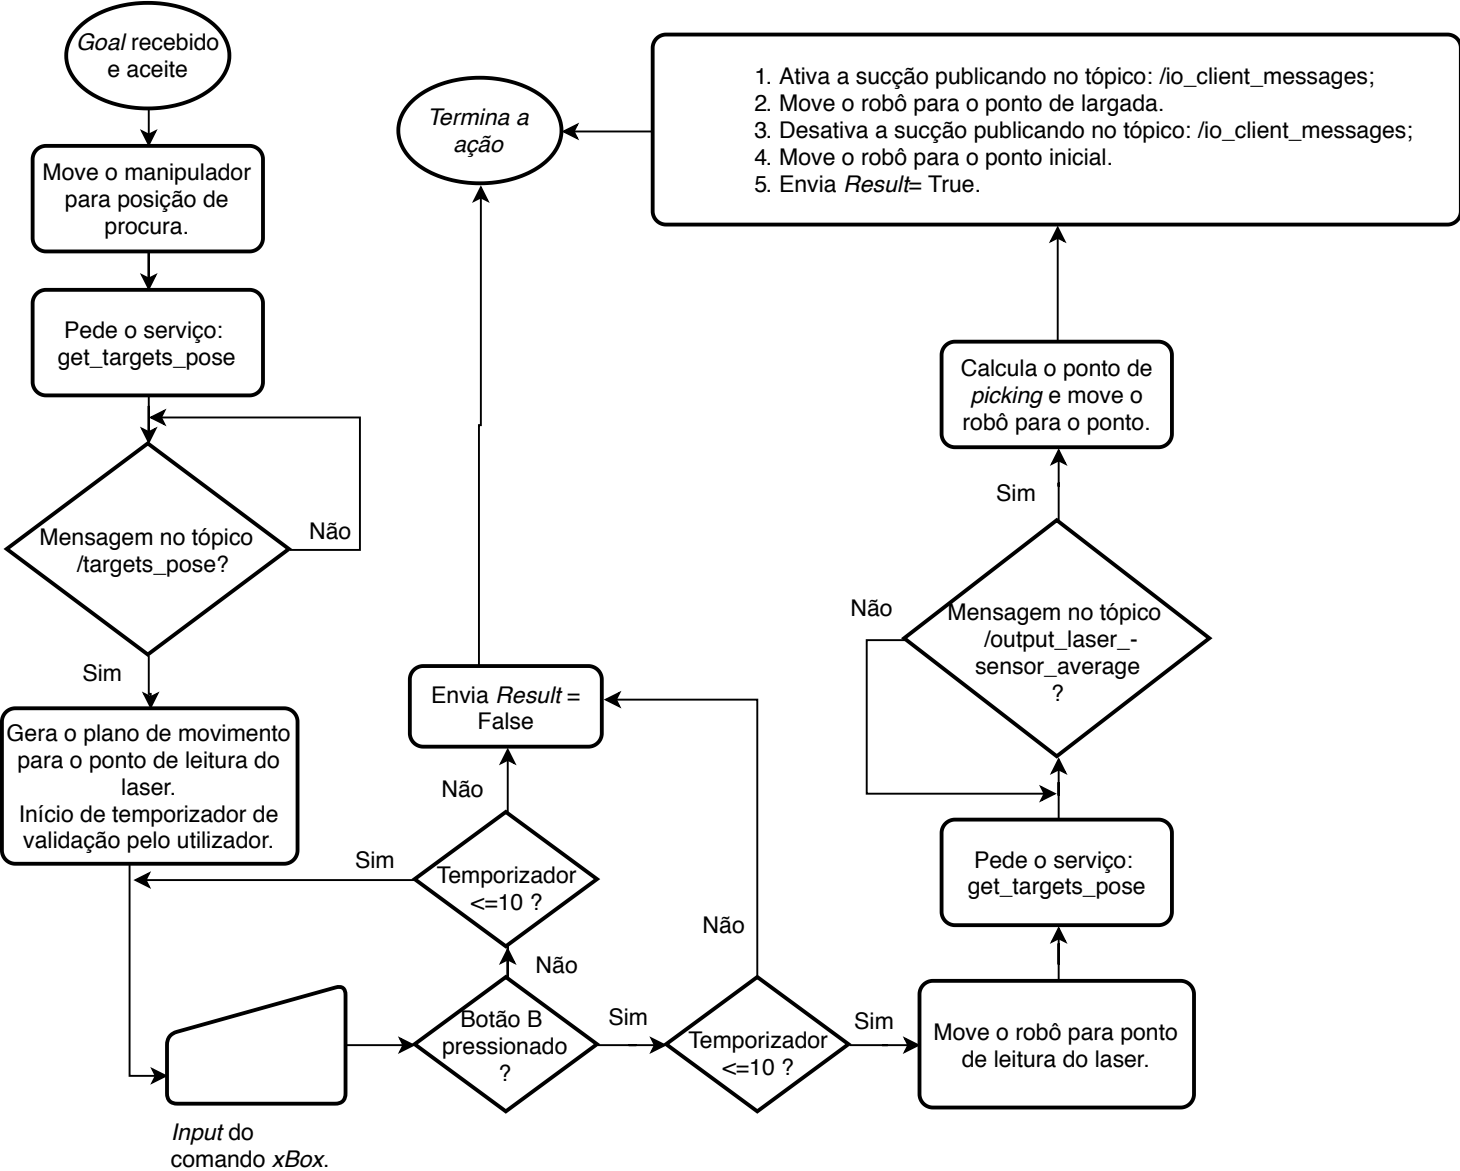 Goal recebido
e aceite
Move o manipulador
para posição de
procura.
Pede o serviço:
get_targets_pose
Mensagem no tópico
/targets_pose?
Não
Sim
Gera o plano de movimento
para o ponto de leitura do
laser.
Início de temporizador de
validação pelo utilizador.
Input do
comando xBox.
Botão B
pressionado
?
Não
Sim
Temporizador
<=10 ?
Sim
Não
Envia Result =
False
Termina a
ação
Temporizador
<=10 ?
Não
Sim
Move o robô para ponto
de leitura do laser.
Pede o serviço:
get_targets_pose
Mensagem no tópico
/output_laser_-
sensor_average
?
Não
Sim
Calcula o ponto de
picking e move o
robô para o ponto.
1. Ativa a sucção publicando no tópico: /io_client_messages;
2. Move o robô para o ponto de largada.
3. Desativa a sucção publicando no tópico: /io_client_messages;
4. Move o robô para o ponto inicial.
5. Envia Result= True.